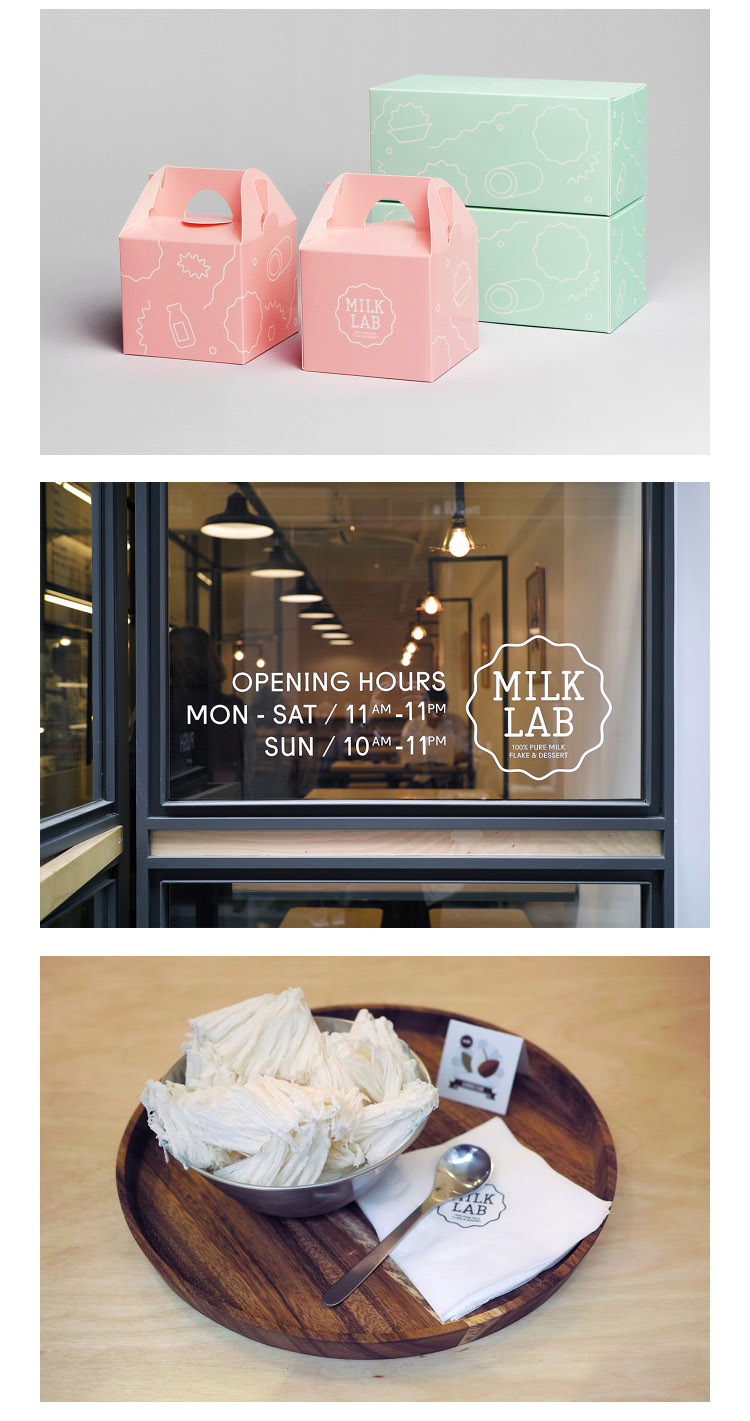 MILK
LAB
OPENING HOURS
MON - SAT / 11AM-11PM
SUN / 10AM-11PM
MILK
LAB
100% PURE MILK
FLAKE & DESSERT
MILK
LAB